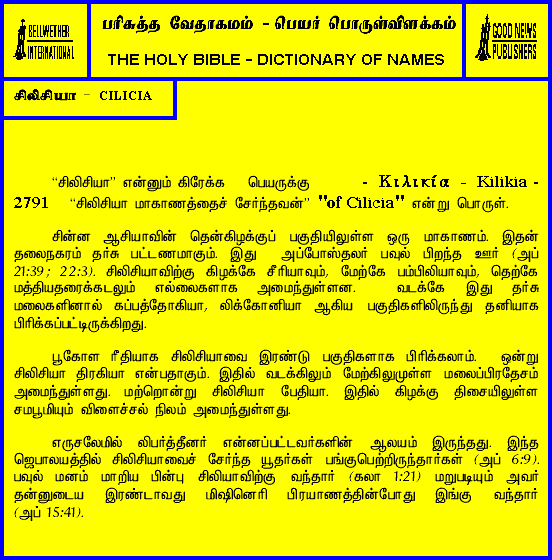 BELLWETHER
INTERNATIONAL
பரிசுத்த வேதாகமம் - பெயர் பொருள்விளக்கம்
THE HOLY BIBLE - DICTIONARY OF NAMES
GOOD NEWS
PUBLISHERS
சிலிசியா - CILICIA
“சிலிசியா” என்னும் கிரேக்க பெயருக்கு - Κιλικία - Kilikia -
2791 “சிலிசியா மாகாணத்தைச் சேர்ந்தவன்” "of Cilicia" என்று பொருள்.
சின்ன ஆசியாவின் தென்கிழக்குப் பகுதியிலுள்ள ஒரு மாகாணம். இதன்
தலைநகரம் தர்சு பட்டணமாகும். இது அப்போஸ்தலர் பவுல் பிறந்த ஊர் (அப்
21:39; 22:3). சிலிசியாவிற்கு கிழக்கே சீரியாவும், மேற்கே பம்பிலியாவும், தெற்கே
மத்தியதரைக்கடலும் எல்லைகளாக அமைந்துள்ளன. வடக்கே இது தர்சு
மலைகளினால் கப்பத்தோகியா, லிக்கோனியா ஆகிய பகுதிகளிலிருந்து தனியாக
பிரிக்கப்பட்டிருக்கிறது.
பூகோள ரீதியாக சிலிசியாவை இரண்டு பகுதிகளாக பிரிக்கலாம். ஒன்று
சிலிசியா திரகியா என்பதாகும். இதில் வடக்கிலும் மேற்கிலுமுள்ள மலைப்பிரதேசம்
அமைந்துள்ளது. மற்றொன்று சிலிசியா பேதியா. இதில் கிழக்கு திசையிலுள்ள
சமபூமியும் விளைச்சல் நிலம் அமைந்துள்ளது.
எருசலேமில் லிபர்த்தீனர் என்னப்பட்டவர்களின் ஆலயம் இருந்தது. இந்த
ஜெபாலயத்தில் சிலிசியாவைச் சேர்ந்த யூதர்கள் பங்குபெற்றிருந்தார்கள் (அப் 6:9).
பவுல் மனம் மாறிய பின்பு சிலியாவிற்கு வந்தார் (கலா 1:21) மறுபடியும் அவர்
தன்னுடைய இரண்டாவது மிஷினெரி பிரயாணத்தின்போது இங்கு வந்தார்
(அப் 15:41).